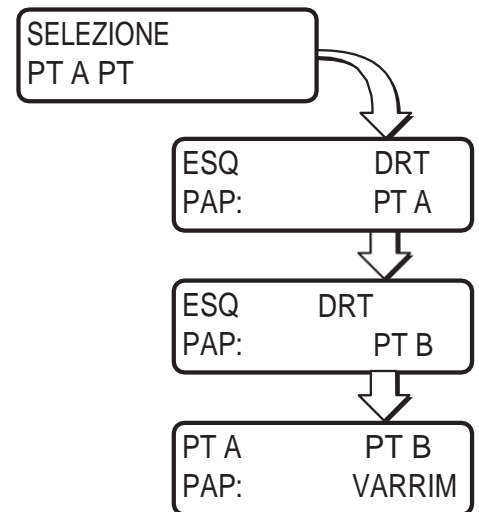 SELEZIONE
PT A PT
ESQ DRT
PAP: PT A
ESQ DRT
PAP: PT B
PT A PT B
PAP: VARRIM